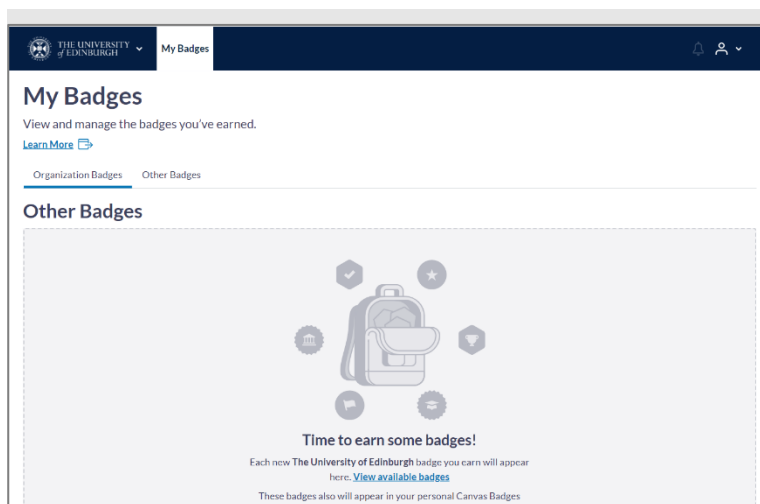 THE UNIVERSITY
of EDINBURGH
My Badges
My Badges
View and manage the badges you've earned.
Learn More
Organization Badges Other Badges
Other Badges
Time to earn some badges!
Each new The University of Edinburgh badge you earn will appear
here. View available badges
These badges also will appear in your personal Canvas Badges